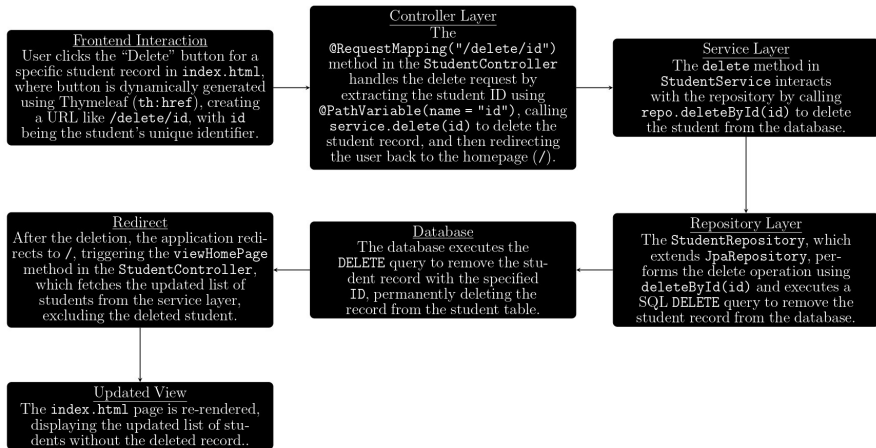 Frontend Interaction
User clicks the “Delete” button for a
specific student record in index.html,
where button is dynamically generated
using Thymeleaf (th:href), creating
a URL like /delete/id, with id
being the student's unique identifier.
Controller Layer
The
@RequestMapping("/delete/id")
method in the StudentController
handles the delete request by
extracting the student ID using
@PathVariable(name = "id"), calling
service.delete(id) to delete the
student record, and then redirecting
the user back to the homepage (/).
Service Layer
The delete method in
StudentService interacts
with the repository by calling
repo.deleteById(id) to delete
the student from the database.
Repository Layer
The StudentRepository, which
extends JpaRepository, per-
forms the delete operation using
deleteById(id) and executes a
SQL DELETE query to remove the
student record from the database.
Database
The database executes the
DELETE query to remove the stu-
dent record with the specified
ID, permanently deleting the
record from the student table.
Redirect
After the deletion, the application redi-
rects to /, triggering the viewHomePage
method in the StudentController,
which fetches the updated list of
students from the service layer,
excluding the deleted student.
Updated View
The index.html page is re-rendered,
displaying the updated list of stu-
dents without the deleted record..